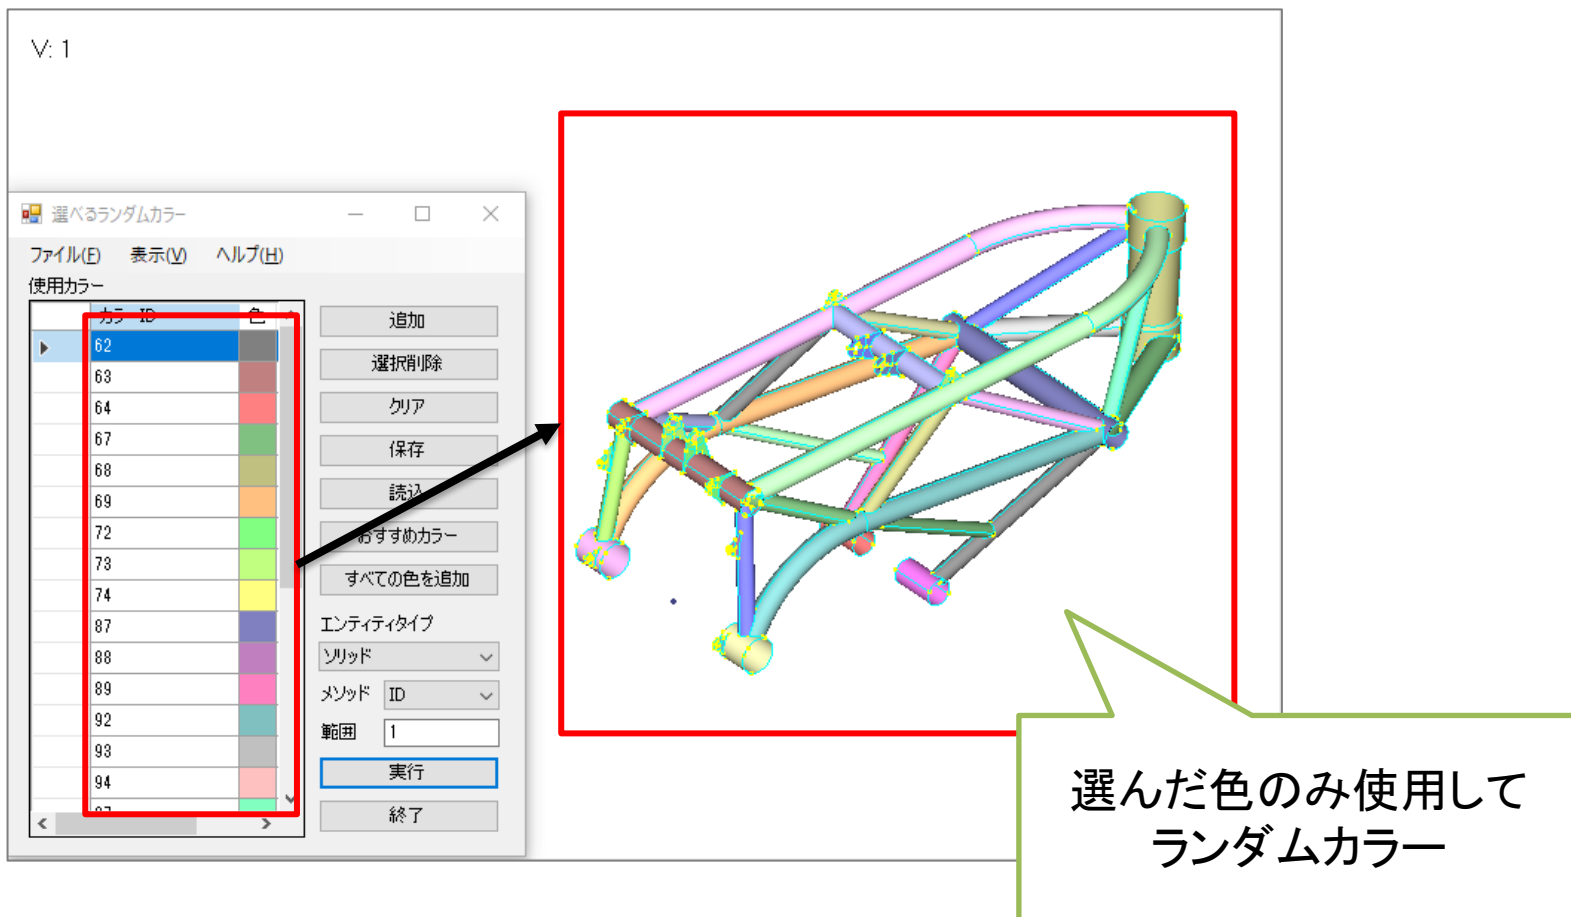 V: 1
選べるランダムカラー
ファイル(F) 表示(V) ヘルプ(H)
使用カラー
カラーID 色
62
63
64
67
68
69
72
73
74
87
88
89
92
93
94
97
追加
選択削除
クリア
保存
読込
おすすめカラー
すべての色を追加
エンティティタイプ
ソリッド
メソッド ID
範囲 1
実行
終了
選んだ色のみ使用して
ランダムカラー